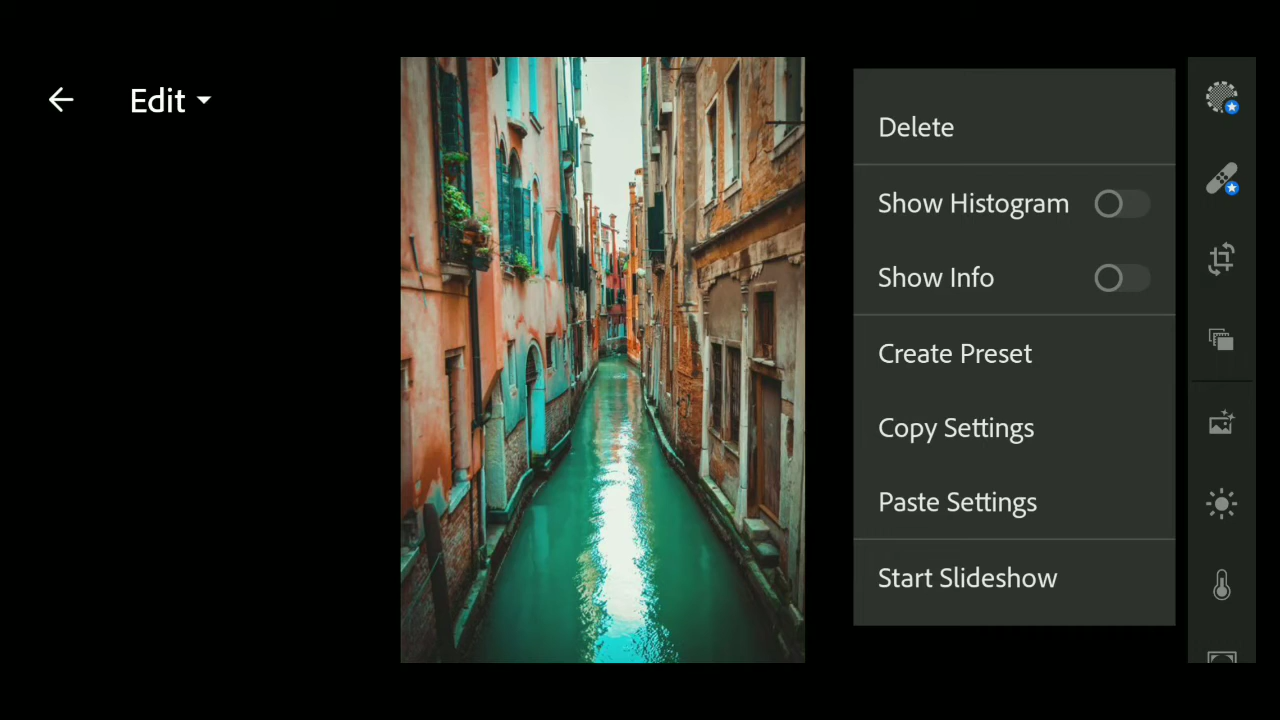 Edit
Delete
Show Histogram
Show Info
Create Preset
Copy Settings
Paste Settings
Start Slideshow